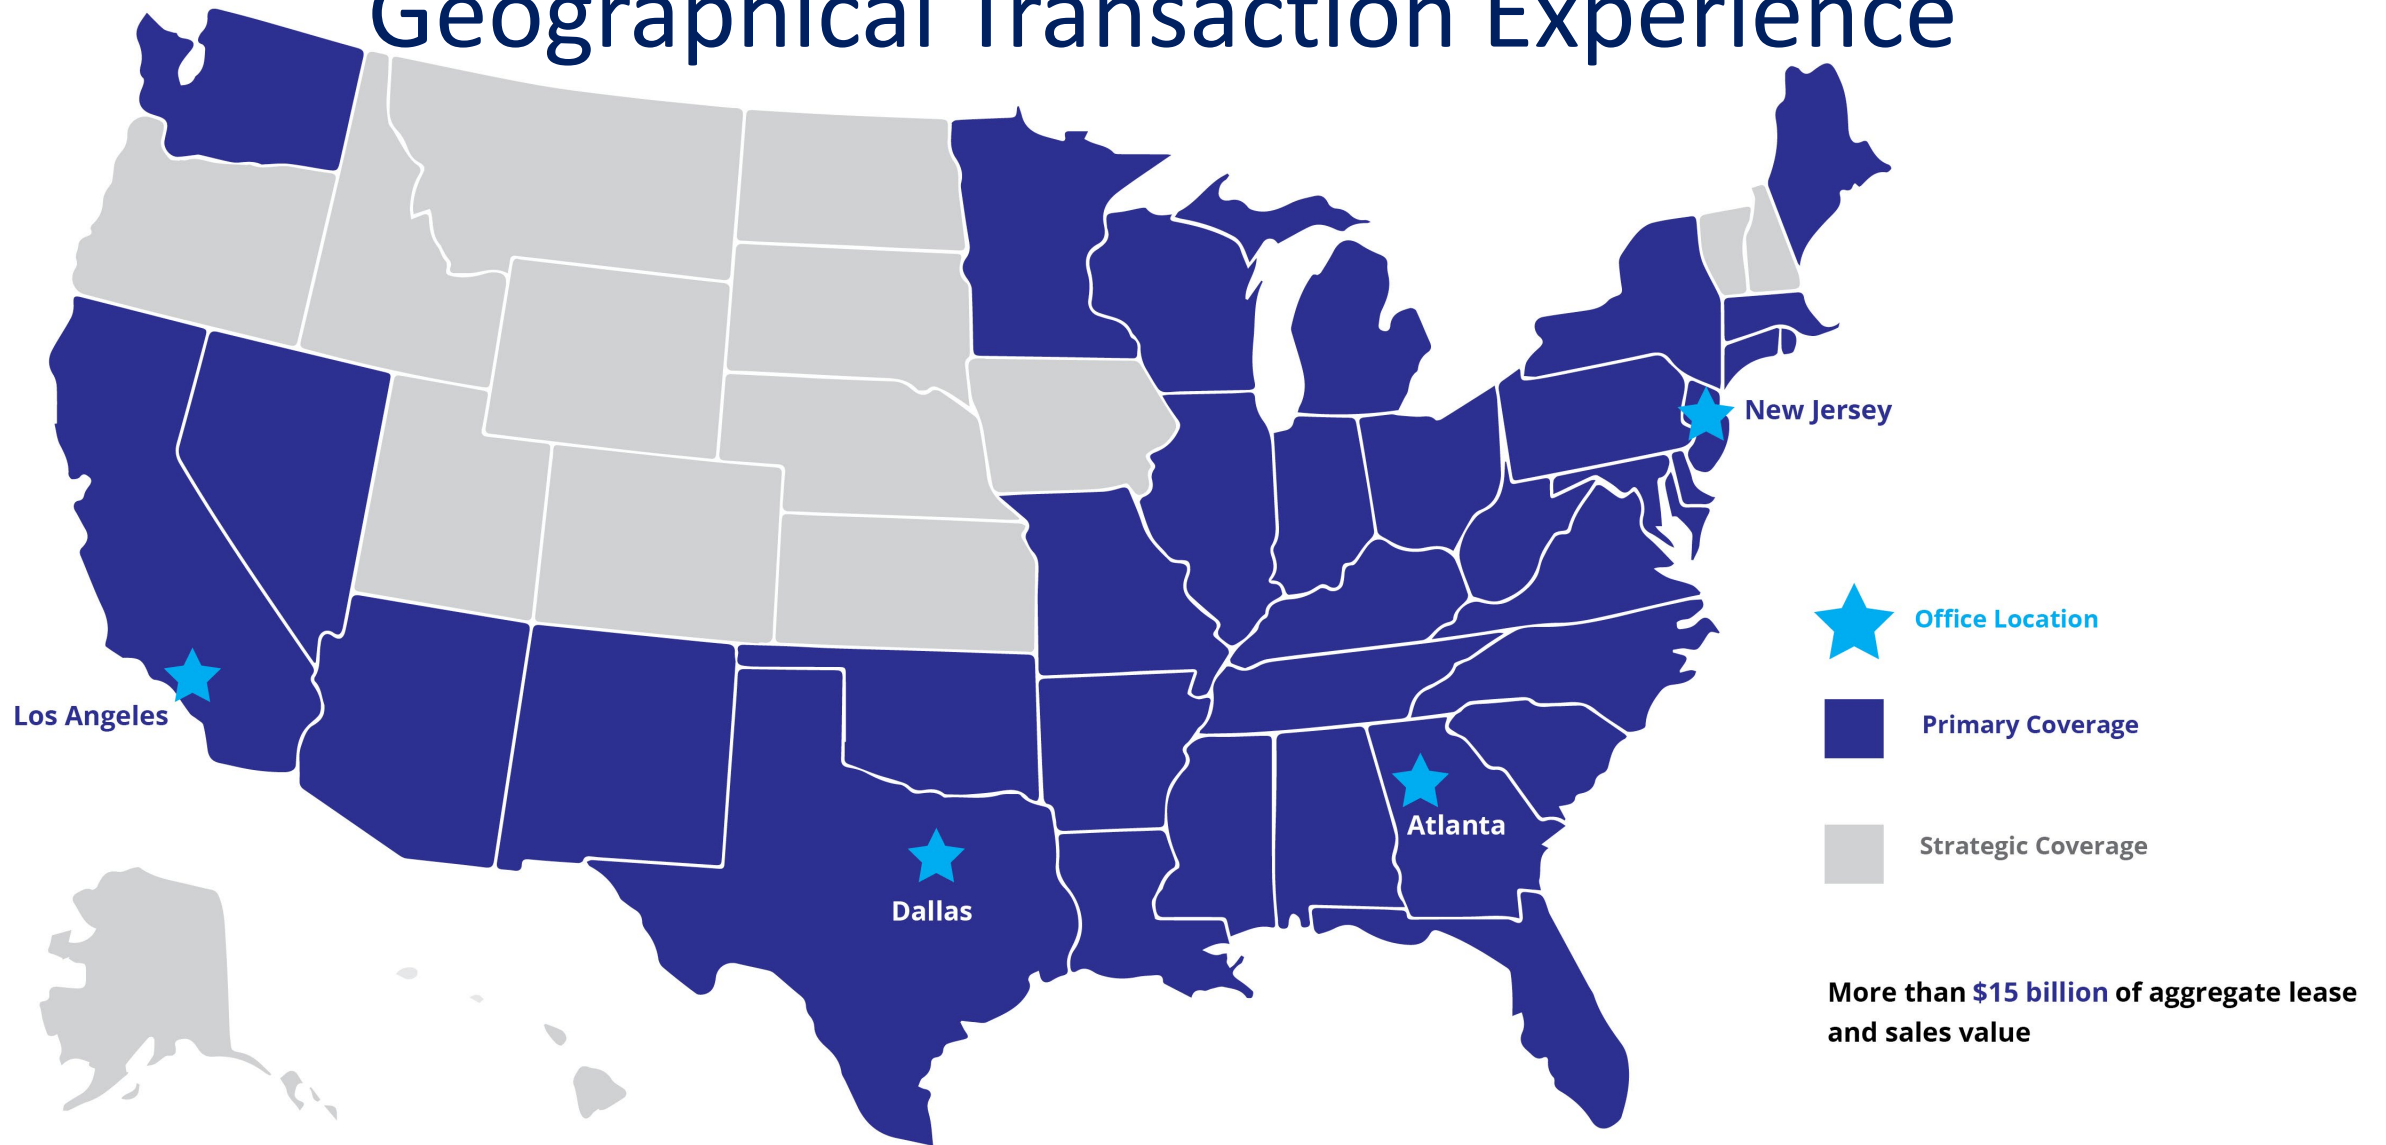 Geographical Transaction Experience
New Jersey
Office Location
Los Angeles
Primary Coverage
Atlanta
Strategic Coverage
Dallas
More than $15 billion of aggregate lease
and sales value